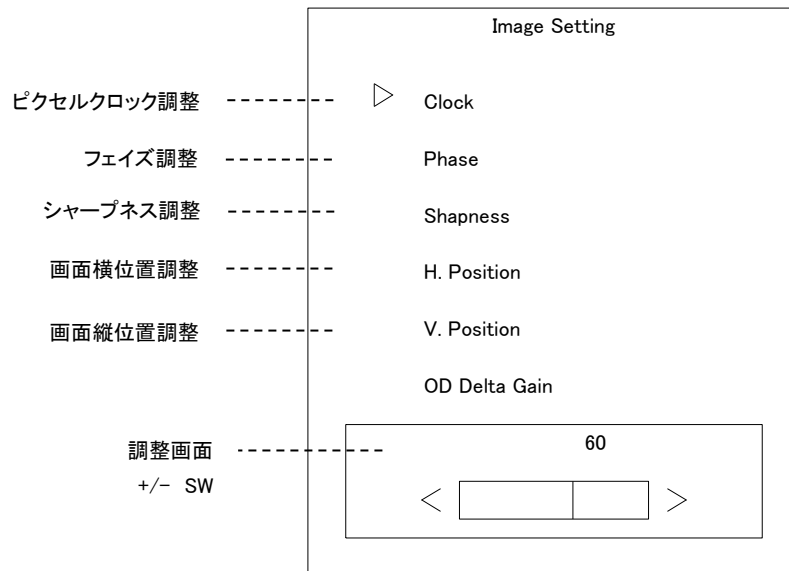 Image Setting
ピクセルクロック調整 Clock
フェイズ調整 Phase
シャープネス調整 Shapness
画面横位置調整 H. Position
画面縦位置調整 V. Position
OD Delta Gain
調整画面 60
+/- SW